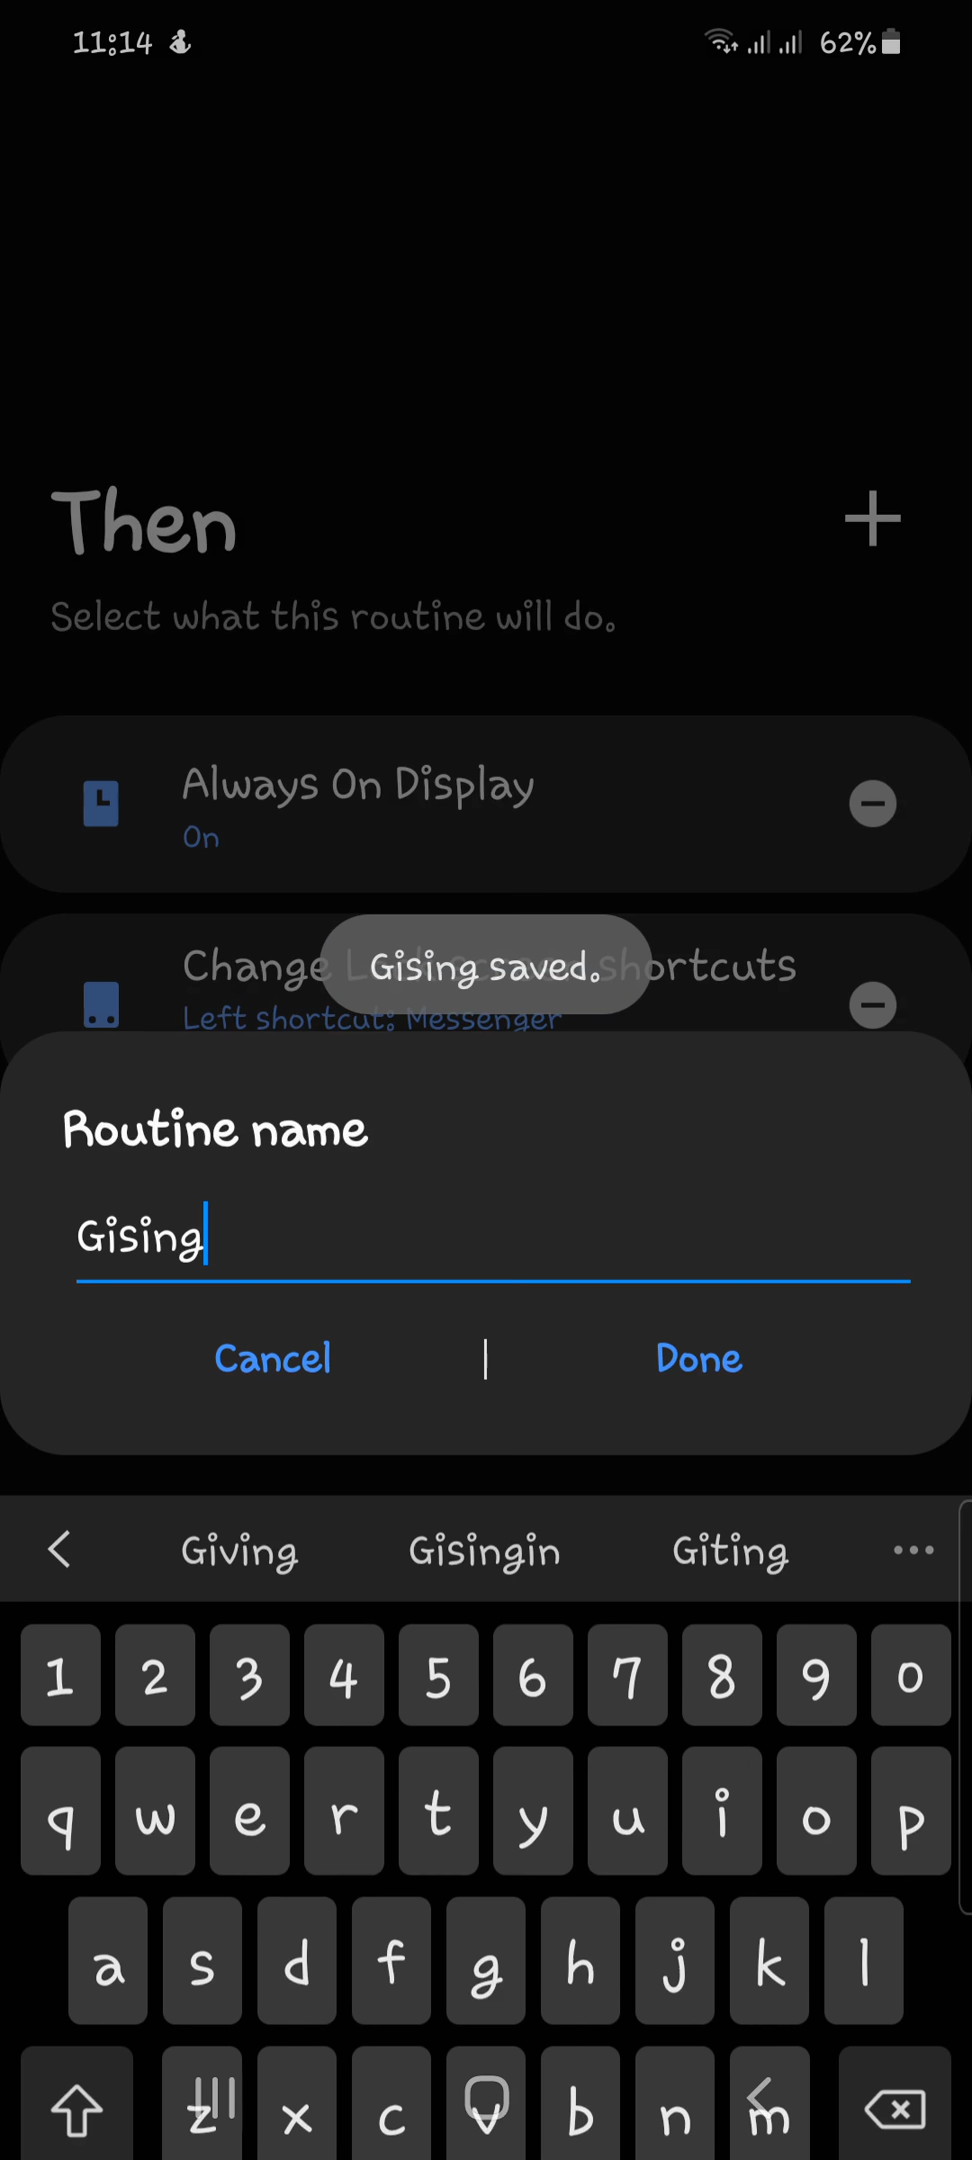 11:14
62%
Then
Select what this routine will do.
Always On Display
On
Change Lock screen shortcuts
Gising saved.
Left shortcut: Messenger
Routine name
Gising
Cancel | Done
Giving Gisingin Giting
1 2 3 4 5 6 7 8 9 0
q w e r t y u i o p
a s d f g h j k l
z x c v b n m